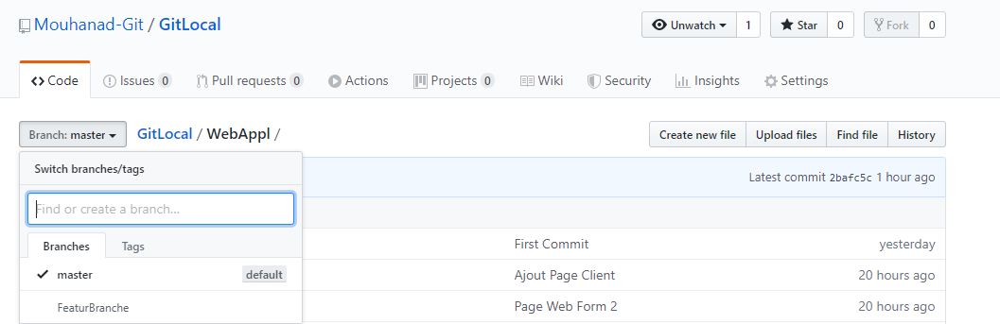 Mouhanad-Git / GitLocal Unwatch 1 Star 0 Fork 0
Code Issues 0 Pull requests 0 Actions Projects 0 Wiki Security Insights Settings
Branch: master GitLocal / WebAppl / Create new file Upload files Find file History
Switch branches/tags
Latest commit 2bafc5c 1 hour ago
Find or create a branch...
Branches Tags
First Commit yesterday
master default Ajout Page Client 20 hours ago
FeaturBranche Page Web Form 2 20 hours ago